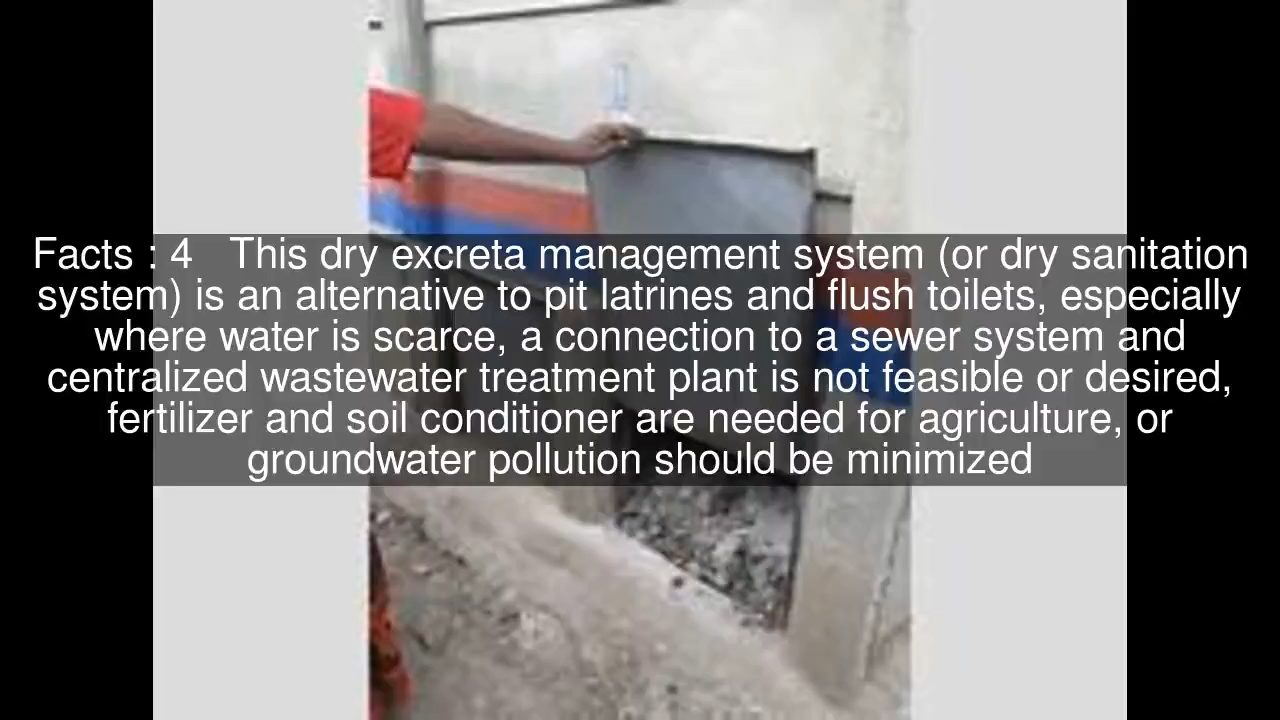 Facts : 4 This dry excreta management system (or dry sanitation
system) is an alternative to pit latrines and flush toilets, especially
where water is scarce, a connection to a sewer system and
centralized wastewater treatment plant is not feasible or desired,
fertilizer and soil conditioner are needed for agriculture, or
groundwater pollution should be minimized